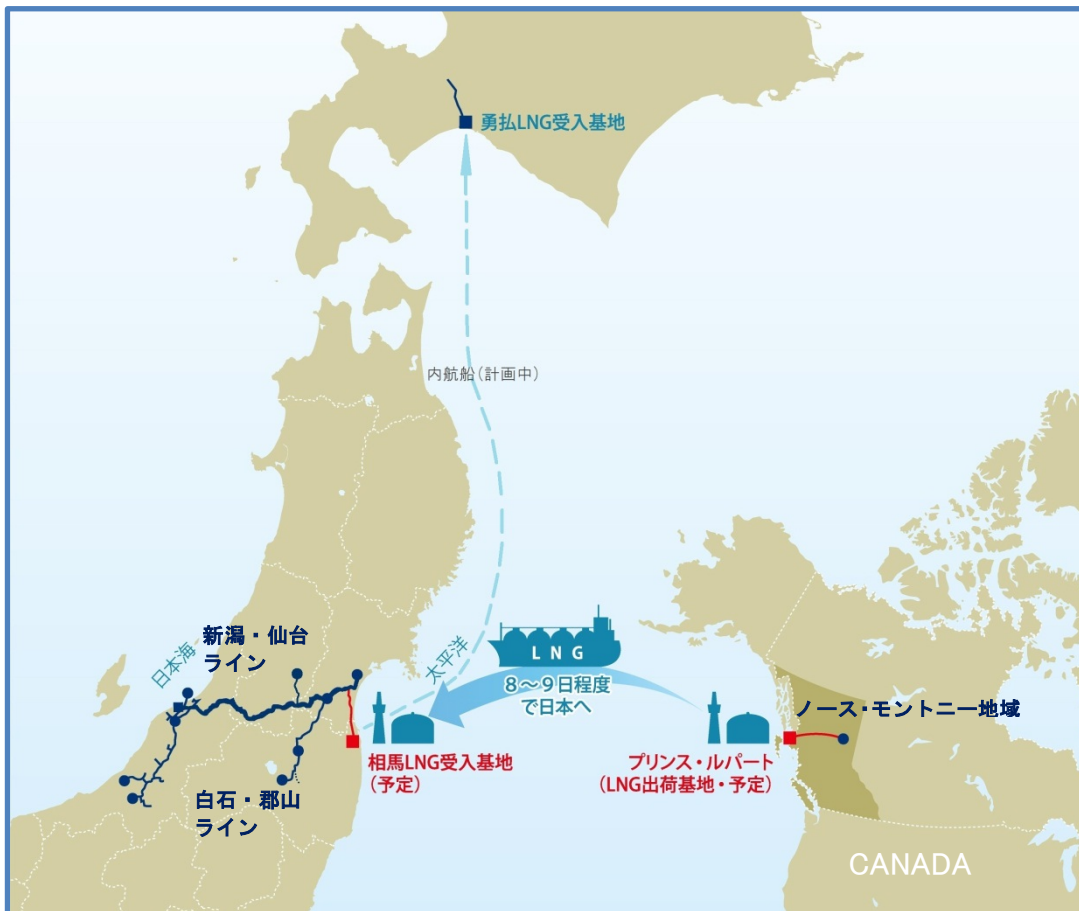 勇払LNG受入基地
内航船(計画中)
日本海
新潟・仙台
ライン
太平洋
LNG
8～9日程度
で日本へ
ノース・モントニー地域
相馬LNG受入基地
(予定)
プリンス・ルパート
(LNG出荷基地・予定)
白石・郡山
ライン
CANADA